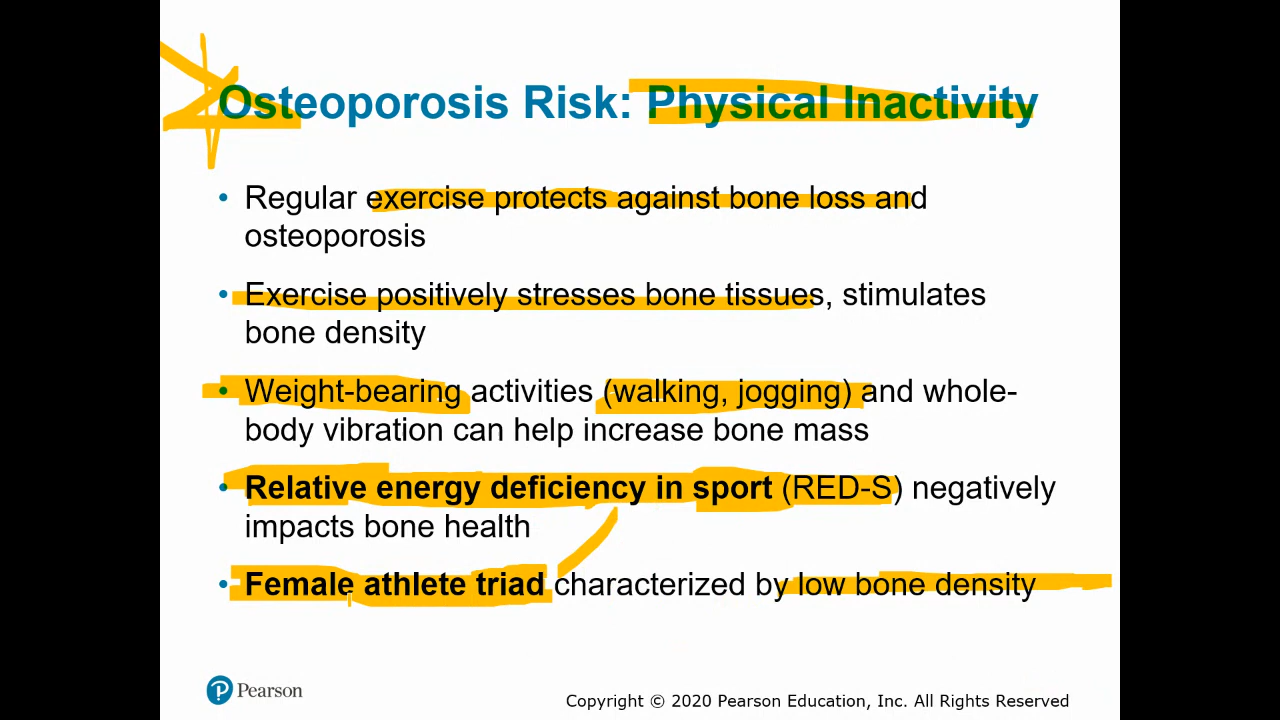 Osteoporosis Risk: Physical Inactivity
• Regular exercise protects against bone loss and
osteoporosis
• Exercise positively stresses bone tissues, stimulates
bone density
• Weight-bearing activities (walking, jogging) and whole-
body vibration can help increase bone mass
• Relative energy deficiency in sport (RED-S) negatively
impacts bone health
• Female athlete triad characterized by low bone density
Pearson
Copyright © 2020 Pearson Education, Inc. All Rights Reserved